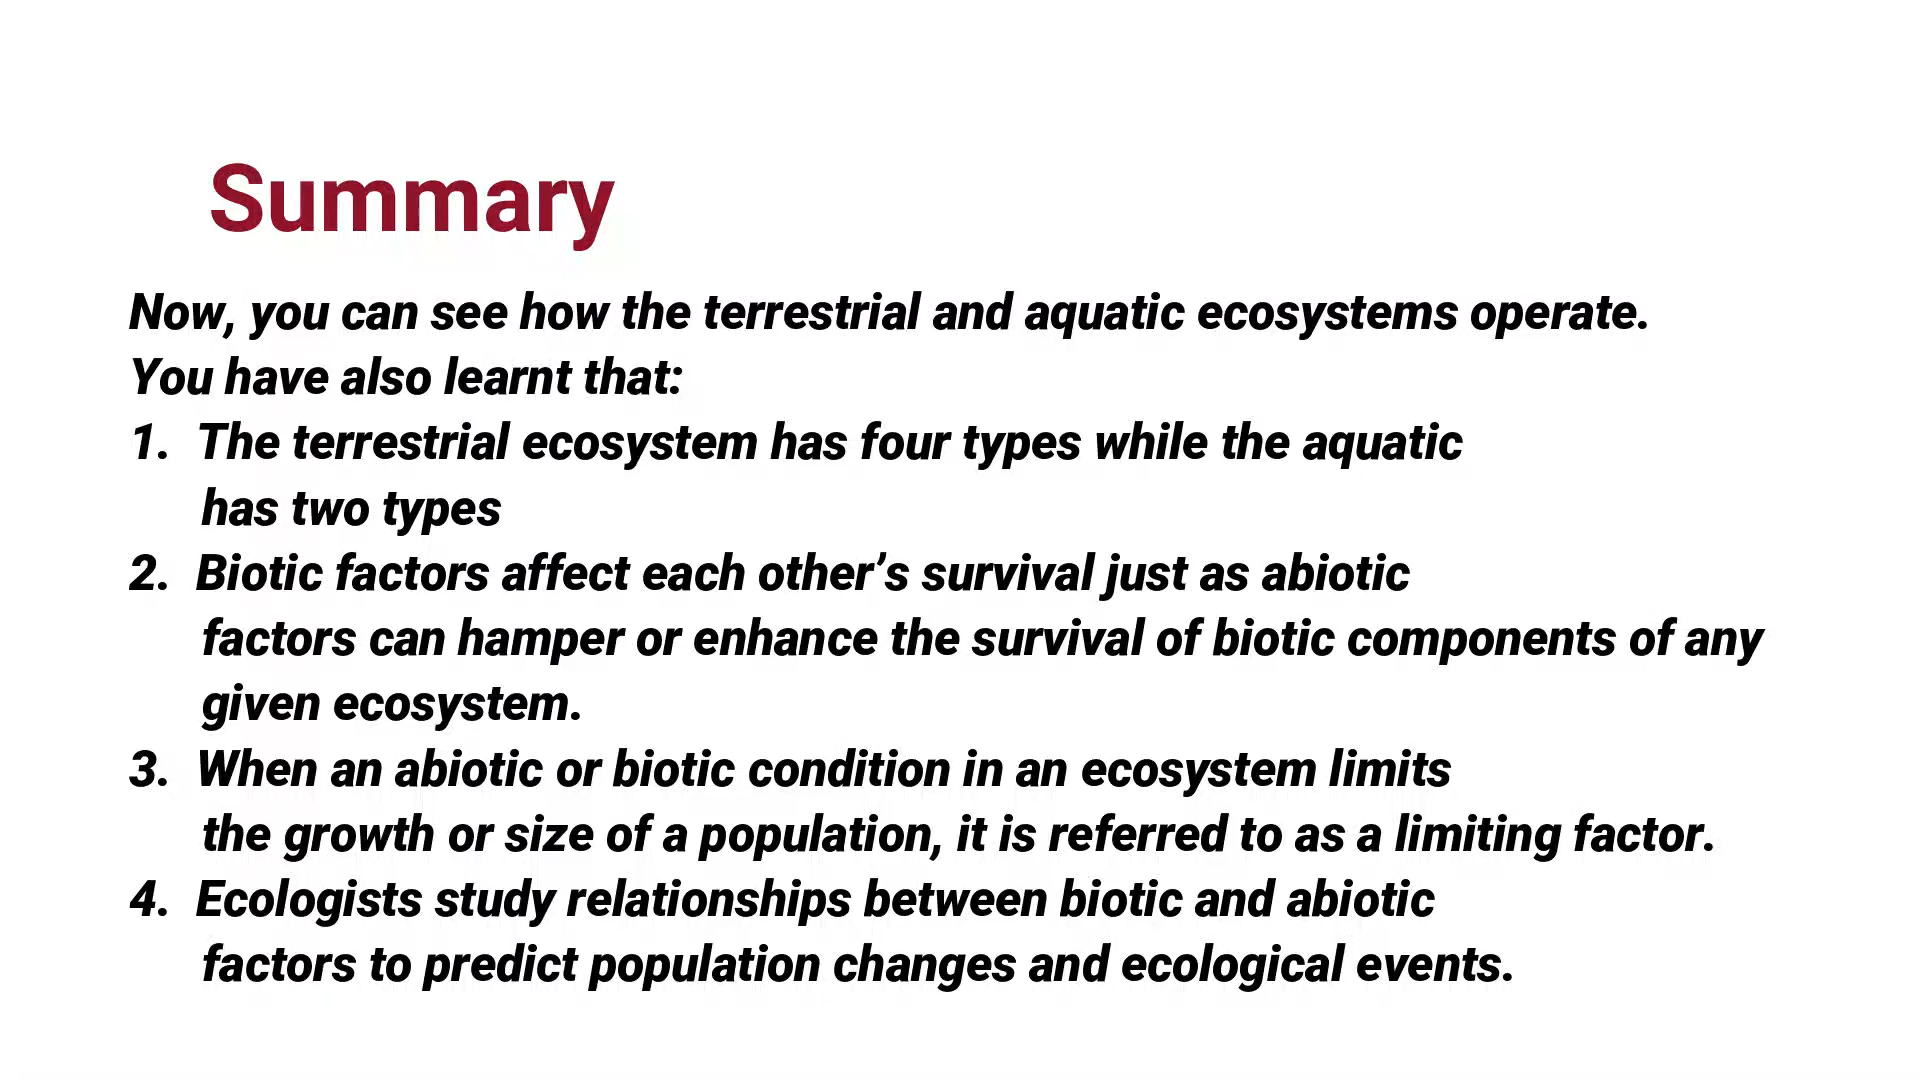 Summary
Now, you can see how the terrestrial and aquatic ecosystems operate.
You have also learnt that:
1. The terrestrial ecosystem has four types while the aquatic
has two types
2. Biotic factors affect each other’s survival just as abiotic
factors can hamper or enhance the survival of biotic components of any
given ecosystem.
3. When an abiotic or biotic condition in an ecosystem limits
the growth or size of a population, it is referred to as a limiting factor.
4. Ecologists study relationships between biotic and abiotic
factors to predict population changes and ecological events.